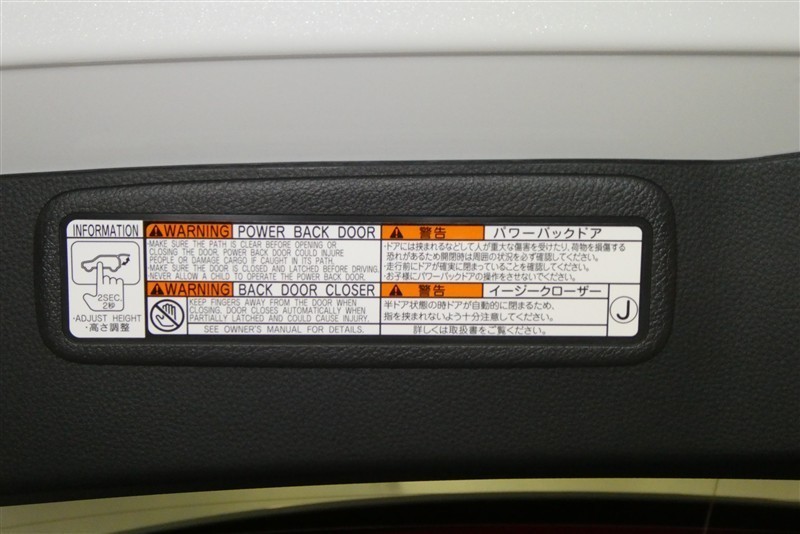 INFORMATION
2SEC.
2秒
・ADJUST HEIGHT
・高さ調整
WARNING POWER BACK DOOR
・MAKE SURE THE PATH IS CLEAR BEFORE OPENING OR
CLOSING THE DOOR, POWER BACK DOOR COULD INJURE
PEOPLE OR DAMAGE CARGO IF CAUGHT IN ITS PATH.
・MAKE SURE THE DOOR IS CLOSED AND LATCHED BEFORE DRIVING.
・NEVER ALLOW A CHILD TO OPERATE THE POWER BACK DOOR.
WARNING BACK DOOR CLOSER
KEEP FINGERS AWAY FROM THE DOOR WHEN
CLOSING. DOOR CLOSES AUTOMATICALLY WHEN
PARTIALLY LATCHED AND COULD CAUSE INJURY.
SEE OWNER'S MANUAL FOR DETAILS.
警告 パワーバックドア
・ドアには挟まれるなどして人が重大な傷害を受けたり、荷物を損傷する
恐れがあるため開閉時は周囲の状況を必ず確認してください。
・走行前にドアが確実に閉まっていることを確認してください。
・お子様にパワーバックドアの操作をさせないでください。
警告 イージークローザー
半ドア状態の時ドアが自動的に閉まるため、
指を挟まれないよう十分注意してください。
詳しくは取扱書をご覧ください。
J